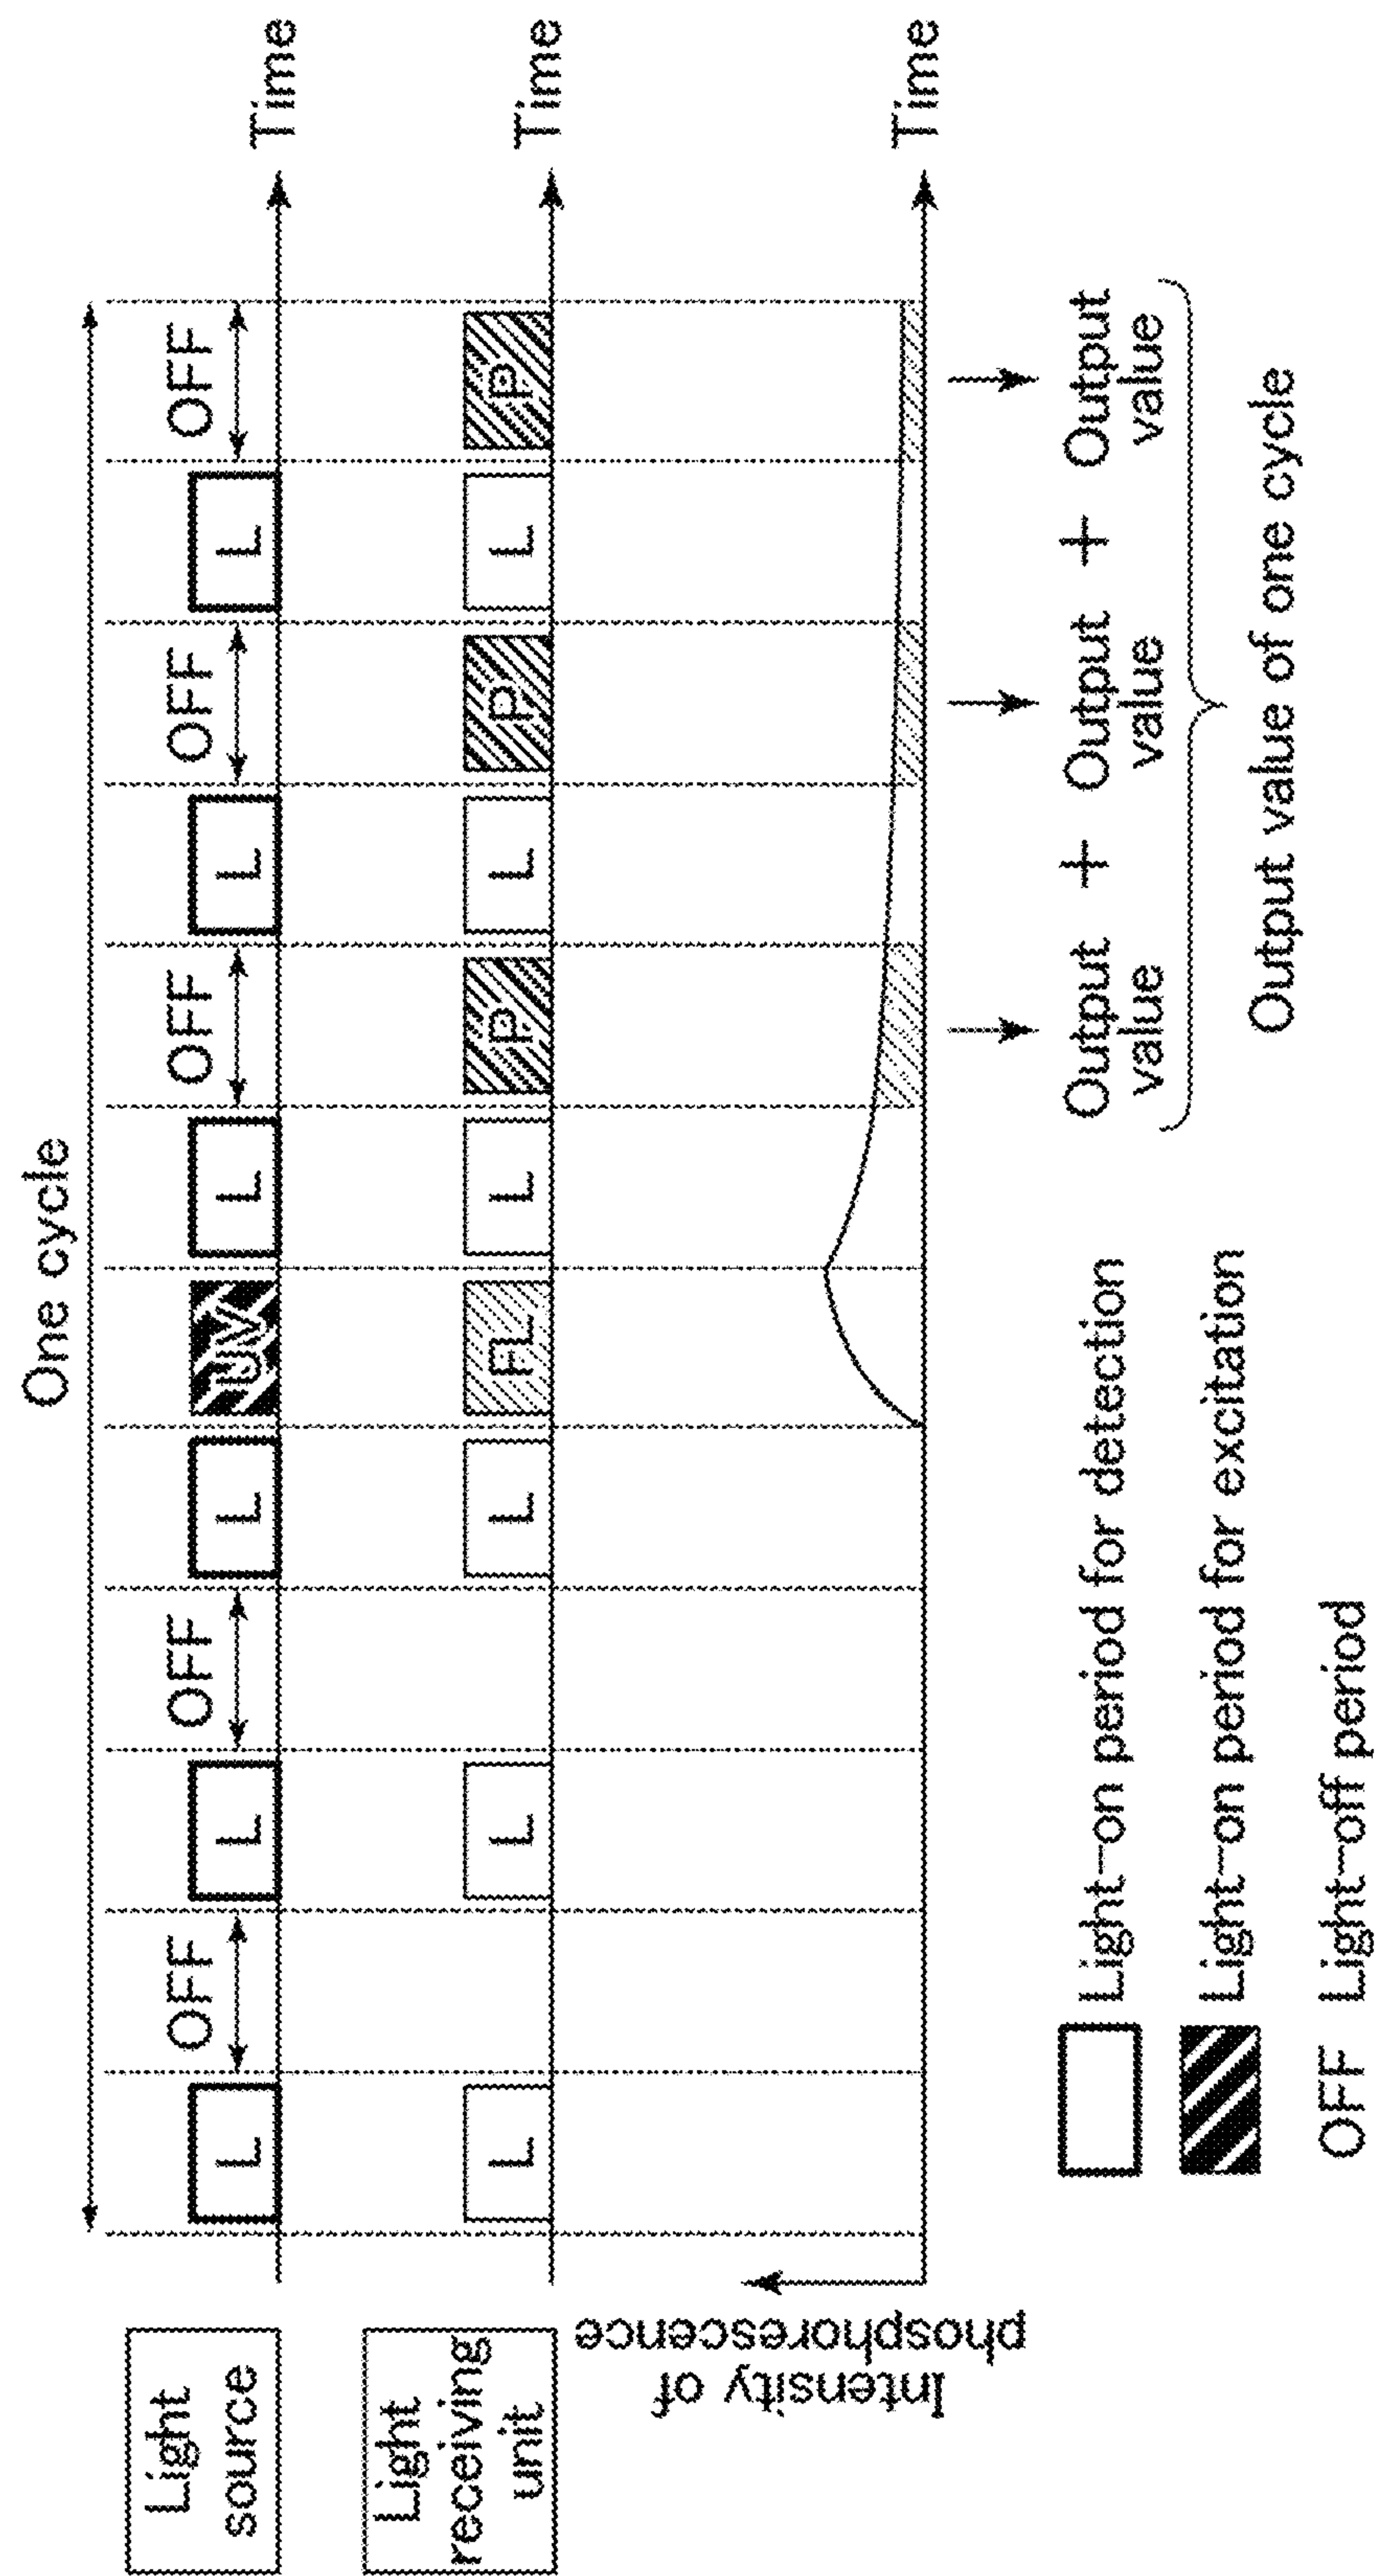 One cycle
Light
source
L
OFF
L
OFF
L
UV
L
OFF
L
OFF
L
OFF
Time
Light
receiving
unit
L
L
L
FL
L
P
L
P
L
P
Time
Intensity of
phosphorescence
Time
Output
value
+
Output
value
+
Output
value
Output value of one cycle
Light-on period for detection
Light-on period for excitation
OFF Light-off period